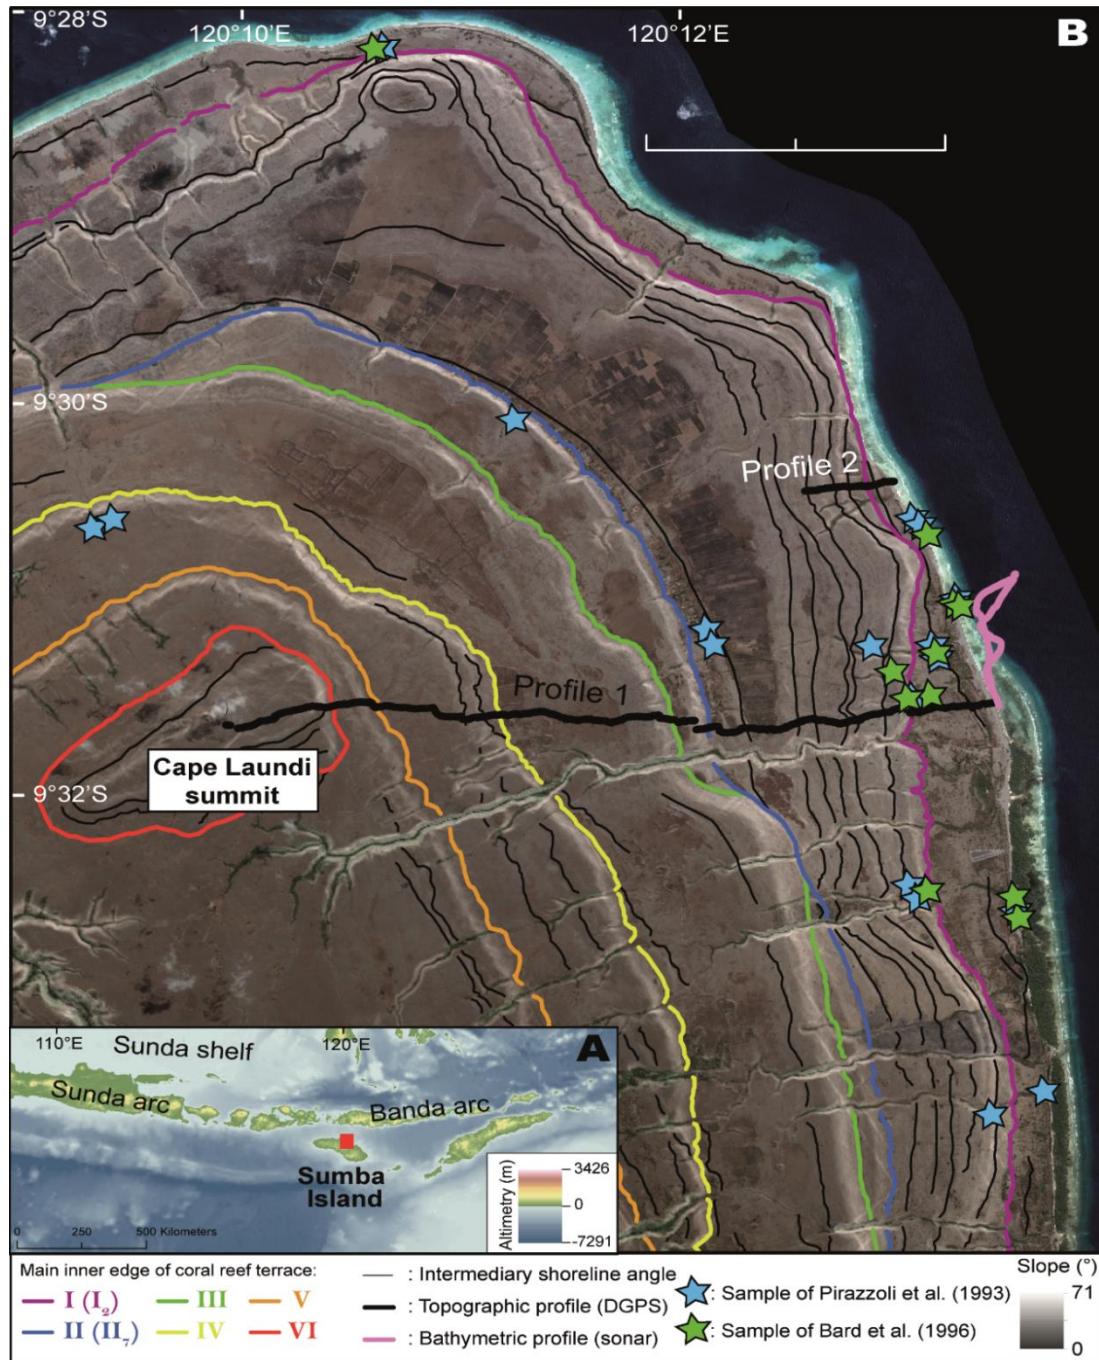 9°28'S
120°10'E
120°12'E
B
9°30'S
Profile 2
Profile 1
Cape Laundi
summit
9°32'S
110°E
120°E
A
Sunda shelf
Sunda arc
Banda arc
Sumba
Island
Altimetry (m)
3426
0
-7291
0 250 500 Kilometers
Main inner edge of coral reef terrace:
I (I₂)
III
V
II (II₇)
IV
VI
: Intermediary shoreline angle
: Topographic profile (DGPS)
: Bathymetric profile (sonar)
: Sample of Pirazzoli et al. (1993)
: Sample of Bard et al. (1996)
Slope (°)
71
0